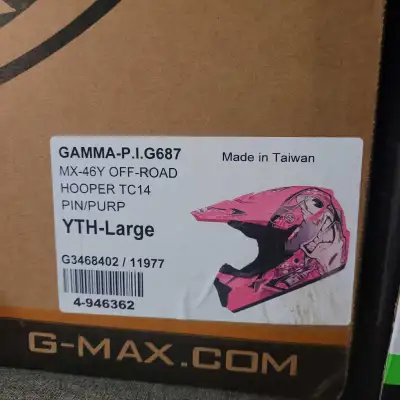 GAMMA-P.I.G687
Made in Taiwan
MX-46Y OFF-ROAD
HOOPER TC14
PIN/PURP
YTH-Large
G3468402 / 11977
4-946362
G-MAX.COM